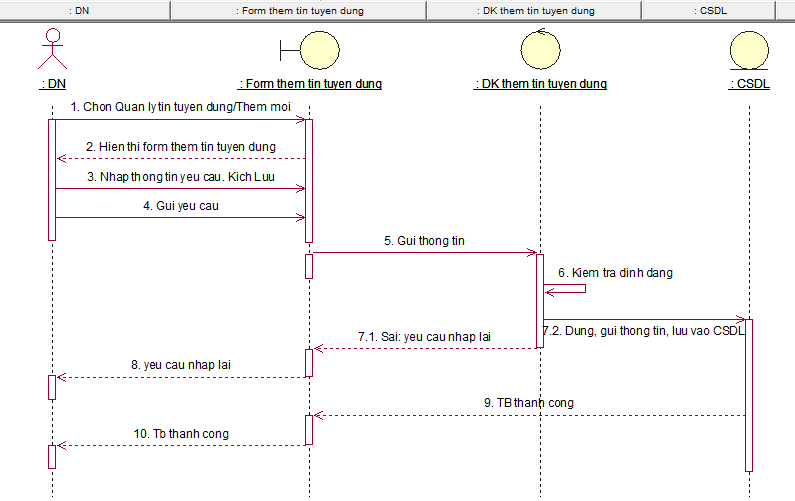 : DN
: Form them tin tuyen dung
: DK them tin tuyen dung
: CSDL
: DN
: Form them tin tuyen dung
: DK them tin tuyen dung
: CSDL
1. Chon Quan ly tin tuyen dung/Them moi
2. Hien thi form them tin tuyen dung
3. Nhap thong tin yeu cau. Kich Luu
4. Gui yeu cau
5. Gui thong tin
6. Kiem tra dinh dang
7.2. Dung, gui thong tin, luu vao CSDL
7.1. Sai: yeu cau nhap lai
8. yeu cau nhap lai
9. TB thanh cong
10. Tb thanh cong